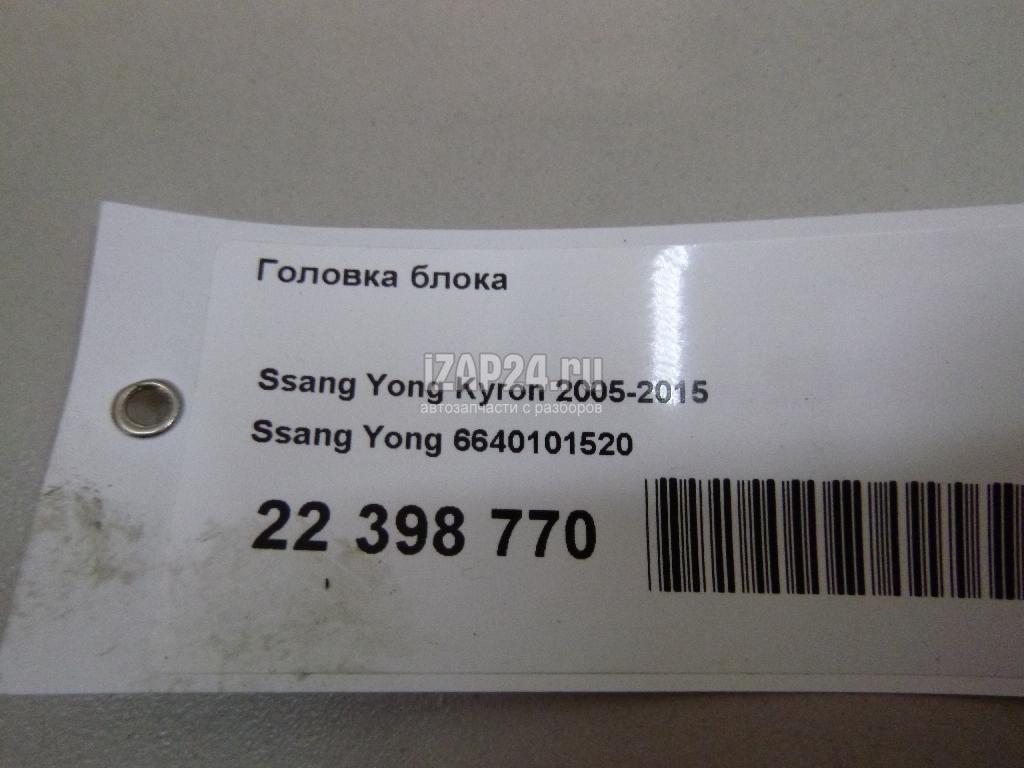 Головка блока
iZAP24.ru
Ssang Yong Kyron 2005-2015
автозапчасти с разборов
Ssang Yong 6640101520
22 398 770